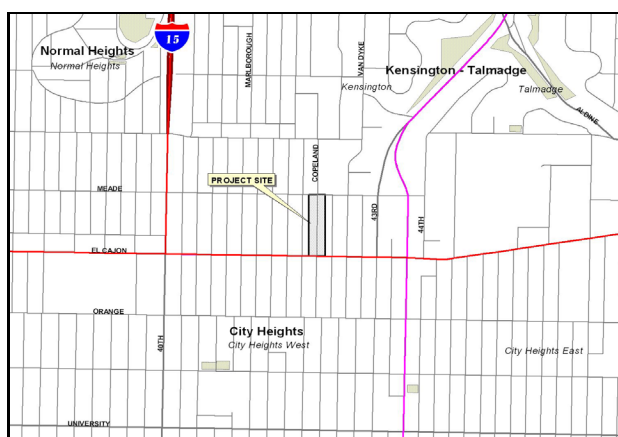 15
Normal Heights
Normal Heights
MARLBOROUGH
VAN DYKE
Kensington - Talmadge
Kensington
Talmadge
ALDINE
COPELAND
PROJECT SITE
MEADE
43RD
44TH
EL CAJON
ORANGE
City Heights
City Heights West
City Heights East
40TH
UNIVERSITY